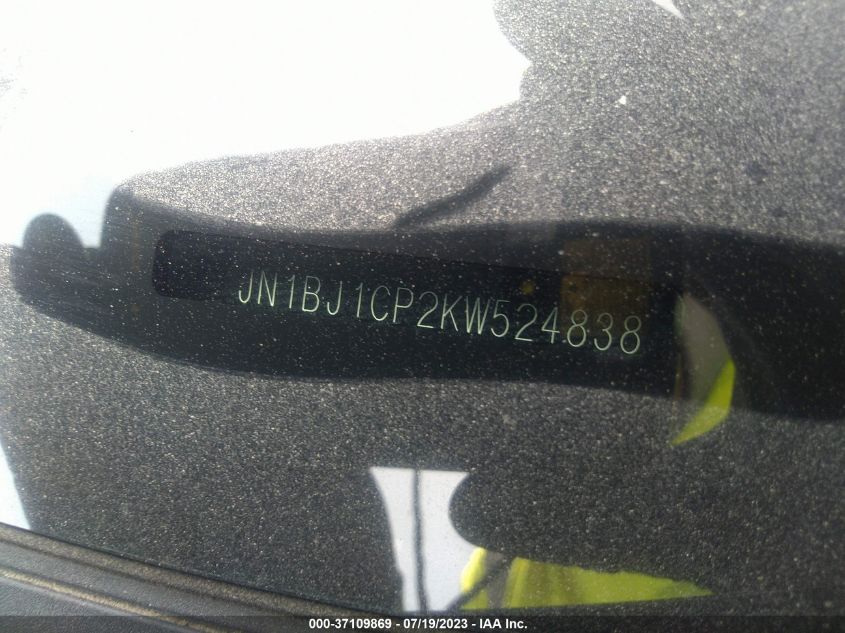 JN1BJ1CP2KW524838
000-37109869 - 07/19/2023 - IAA Inc.